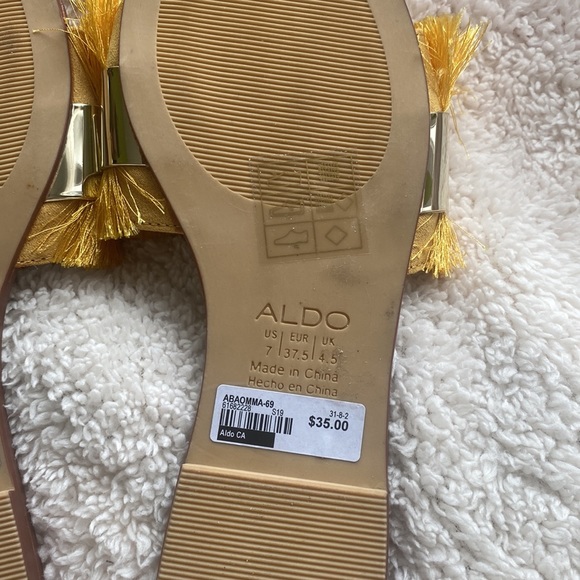 ALDO
US | EUR | UK
7 | 37.5 | 4.5
Made in China
Hecho en China
ABAOMMA-69 31-8-2
61682228 S19 $35.00
Aldo CA